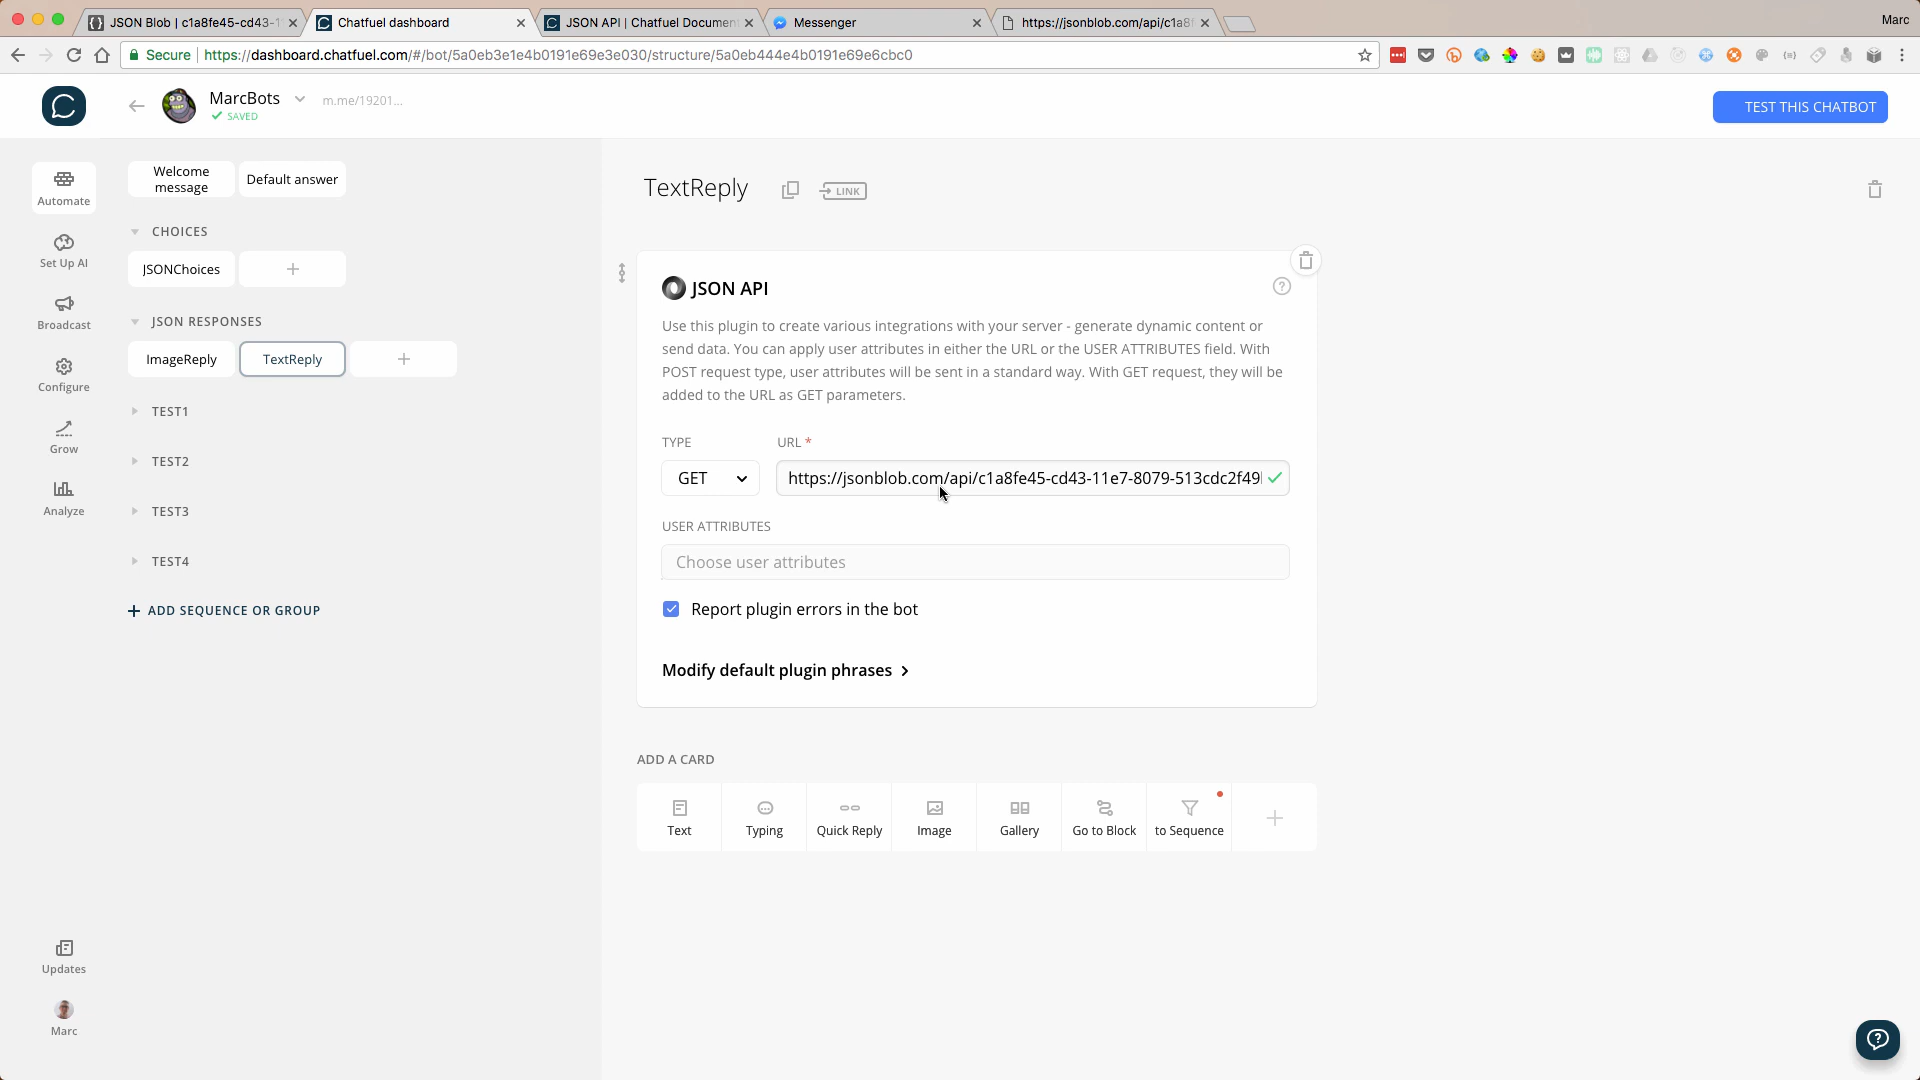 JSON Blob | c1a8fe45-cd43-1
Chatfuel dashboard
JSON API | Chatfuel Documen
Messenger
https://jsonblob.com/api/c1a8f
Marc
Secure
https://dashboard.chatfuel.com/#/bot/5a0eb3e1e4b0191e69e3e030/structure/5a0eb444e4b0191e69e6cbc0
MarcBots
m.me/19201...
SAVED
TEST THIS CHATBOT
Automate
Set Up AI
Broadcast
Configure
Grow
Analyze
Updates
Marc
Welcome message
Default answer
CHOICES
JSONChoices
JSON RESPONSES
ImageReply
TextReply
TEST1
TEST2
TEST3
TEST4
ADD SEQUENCE OR GROUP
TextReply
LINK
JSON API
Use this plugin to create various integrations with your server - generate dynamic content or
send data. You can apply user attributes in either the URL or the USER ATTRIBUTES field. With
POST request type, user attributes will be sent in a standard way. With GET request, they will be
added to the URL as GET parameters.
TYPE
URL *
GET
https://jsonblob.com/api/c1a8fe45-cd43-11e7-8079-513cdc2f49
USER ATTRIBUTES
Choose user attributes
Report plugin errors in the bot
Modify default plugin phrases
ADD A CARD
Text
Typing
Quick Reply
Image
Gallery
Go to Block
to Sequence